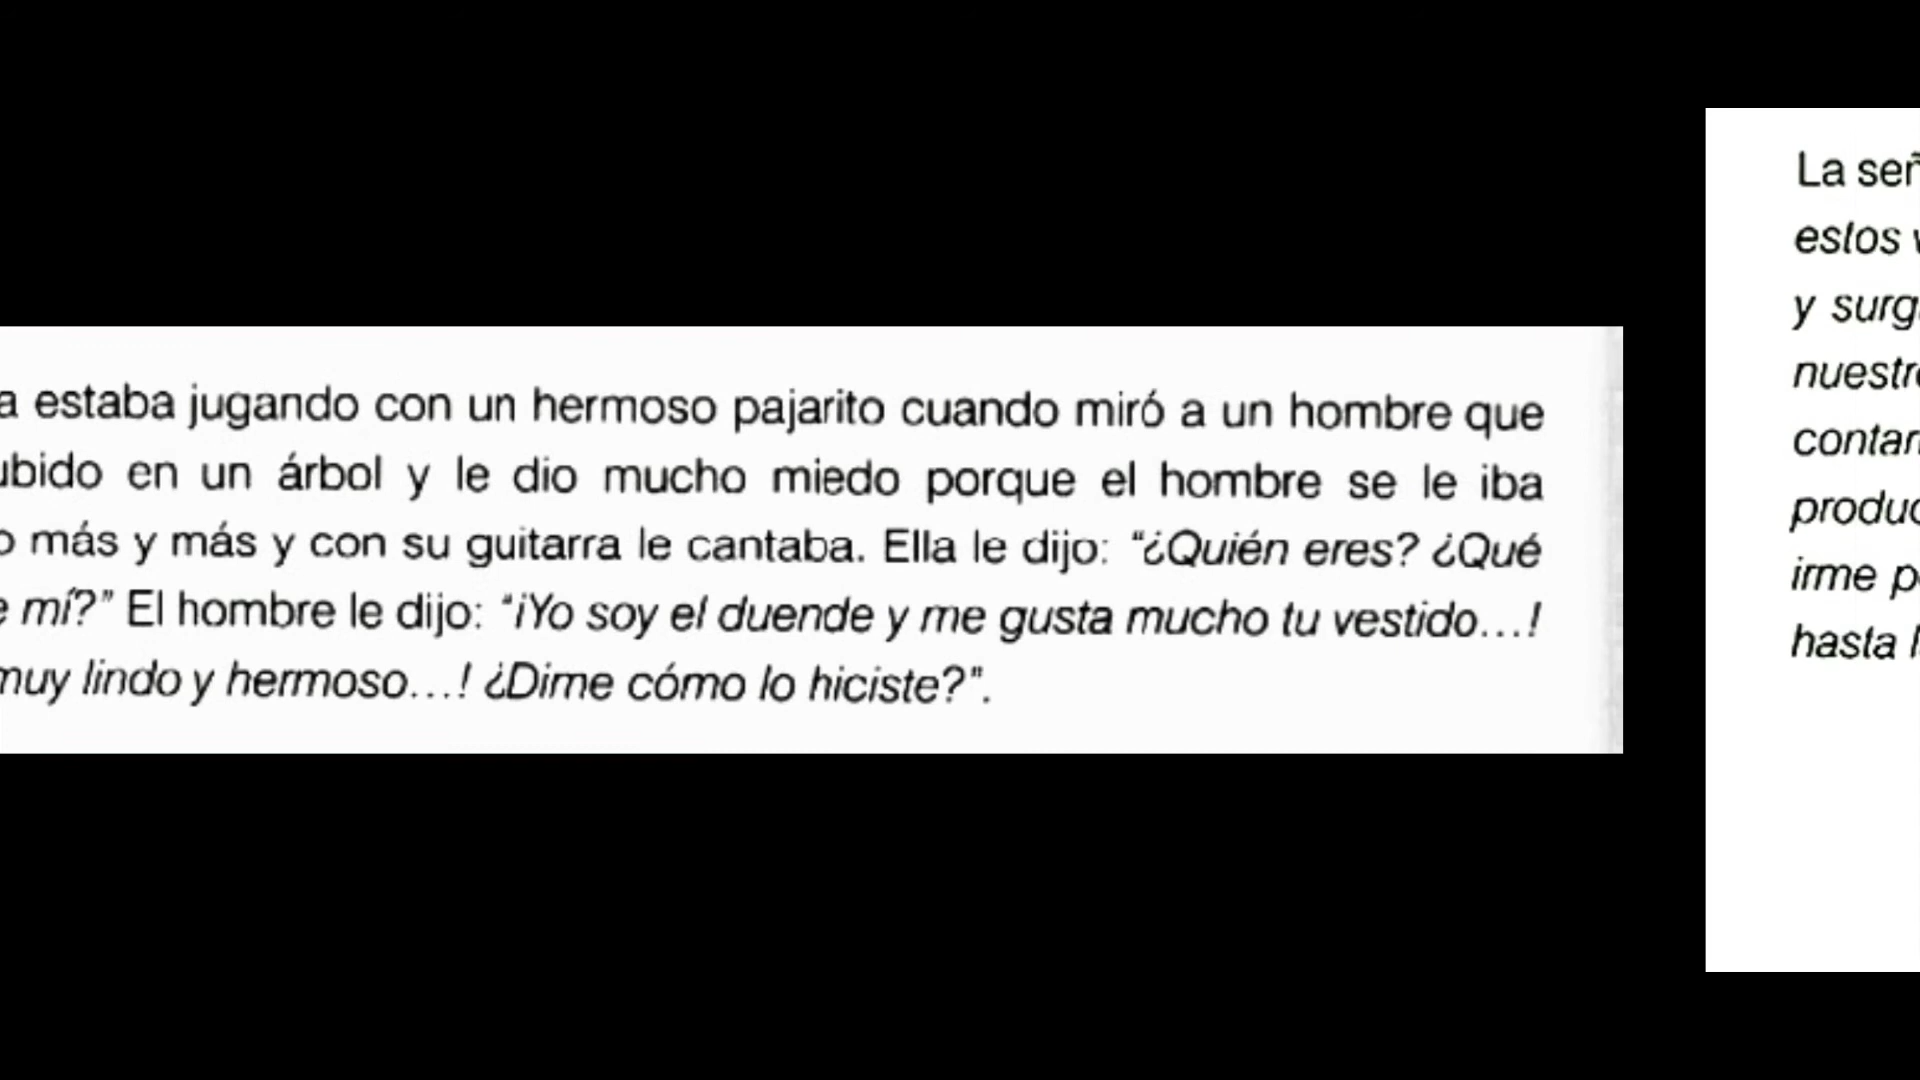 a estaba jugando con un hermoso pajarito cuando miró a un hombre que
ubido en un árbol y le dio mucho miedo porque el hombre se le iba
o más y más y con su guitarra le cantaba. Ella le dijo: “¿Quién eres? ¿Qué
e mí?” El hombre le dijo: “¡Yo soy el duende y me gusta mucho tu vestido...!
muy lindo y hermoso...! ¿Dime cómo lo hiciste?”.
La señ
estos
y surg
nuestr
contar
produc
irme p
hasta